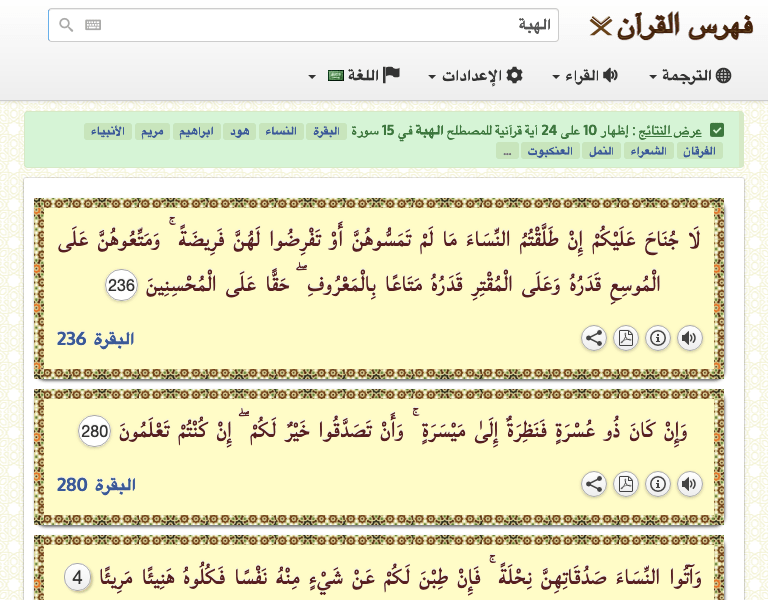 فهرس القرآن
الهبة
الترجمة
القراء
الإعدادات
اللغة
عرض النتائج : إظهار 10 على 24 آية قرآنية للمصطلح الهبة في 15 سورة البقرة النساء هود ابراهيم مريم الأنبياء
الفرقان الشعراء النمل العنكبوت ...
لَا جُنَاحَ عَلَيْكُمْ إِنْ طَلَّقْتُمُ النِّسَاءَ مَا لَمْ تَمَسُّوهُنَّ أَوْ تَفْرِضُوا لَهُنَّ فَرِيضَةً ۚ وَمَتِّعُوهُنَّ عَلَى
الْمُوسِعِ قَدَرُهُ وَعَلَى الْمُقْتِرِ قَدَرُهُ مَتَاعًا بِالْمَعْرُوفِ ۖ حَقًّا عَلَى الْمُحْسِنِينَ 236
البقرة 236
وَإِنْ كَانَ ذُو عُسْرَةٍ فَنَظِرَةٌ إِلَىٰ مَيْسَرَةٍ ۚ وَأَنْ تَصَدَّقُوا خَيْرٌ لَكُمْ ۖ إِنْ كُنْتُمْ تَعْلَمُونَ 280
البقرة 280
وَآتُوا النِّسَاءَ صَدُقَاتِهِنَّ نِحْلَةً ۚ فَإِنْ طِبْنَ لَكُمْ عَنْ شَيْءٍ مِنْهُ نَفْسًا فَكُلُوهُ هَنِيئًا مَرِيئًا 4